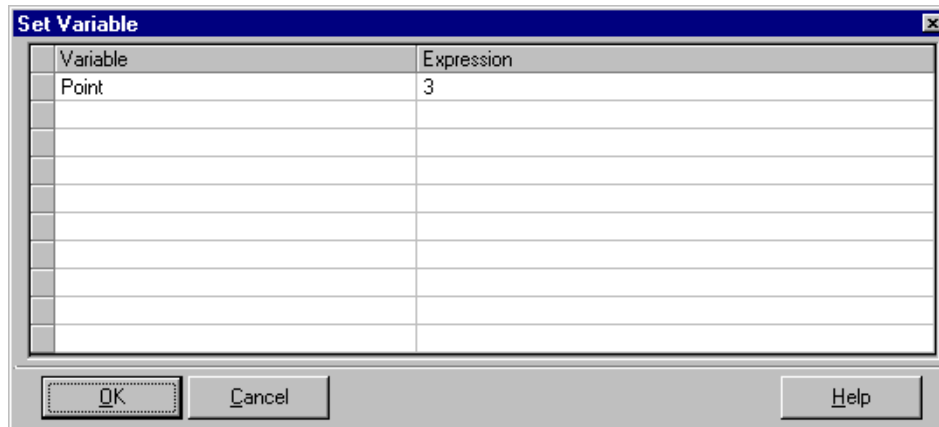 Set Variable
Variable Expression
Point 3
OK Cancel Help